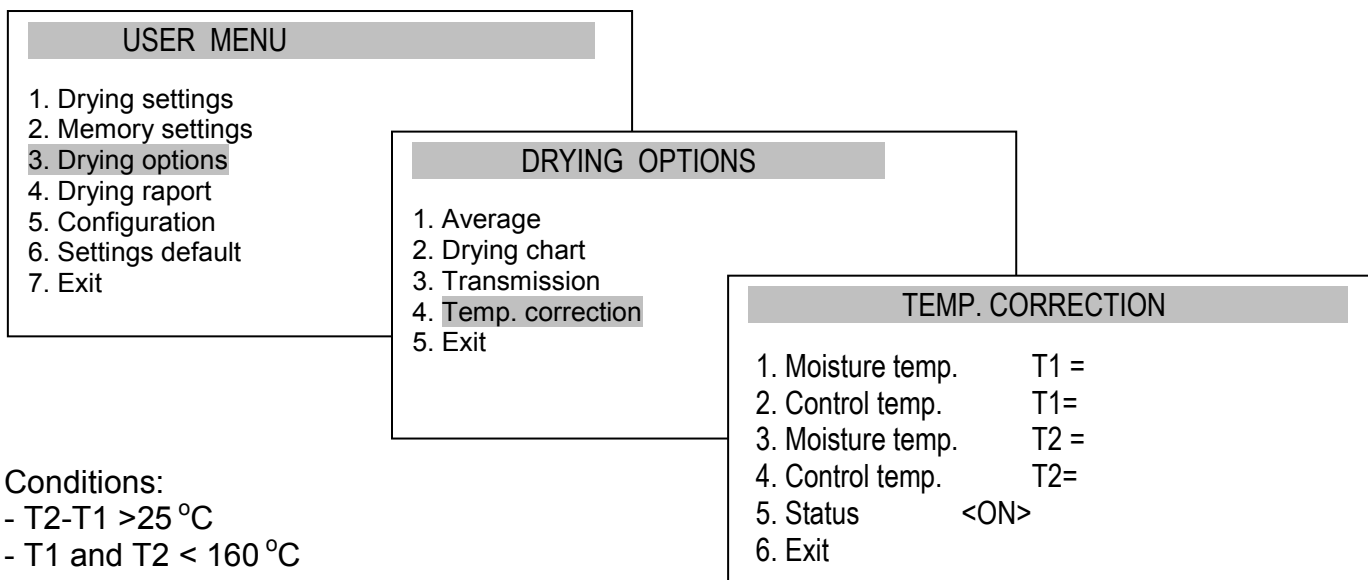 USER MENU
1. Drying settings
2. Memory settings
3. Drying options
4. Drying raport
5. Configuration
6. Settings default
7. Exit
DRYING OPTIONS
1. Average
2. Drying chart
3. Transmission
4. Temp. correction
5. Exit
TEMP. CORRECTION
1. Moisture temp. T1 =
2. Control temp. T1=
3. Moisture temp. T2 =
4. Control temp. T2=
5. Status <ON>
6. Exit
Conditions:
- T2-T1 >25 °C
- T1 and T2 < 160 °C